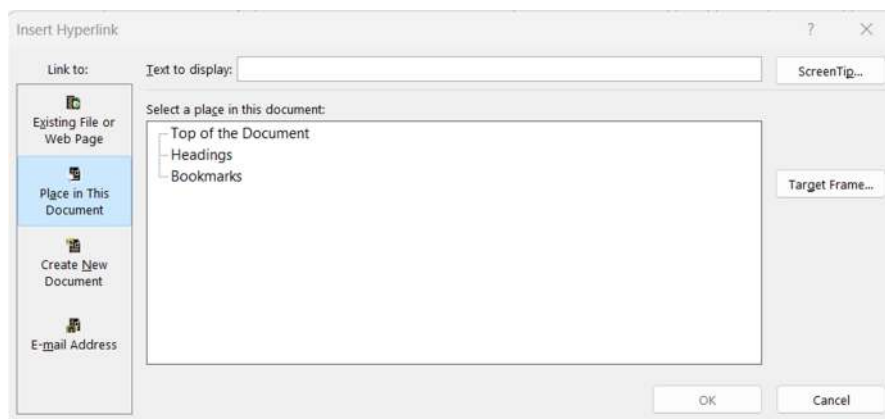 Insert Hyperlink
?
Link to:
Text to display:
ScreenTip...
Existing File or
Web Page
Place in This
Document
Create New
Document
E-mail Address
Select a place in this document:
Top of the Document
Headings
Bookmarks
Target Frame...
OK
Cancel